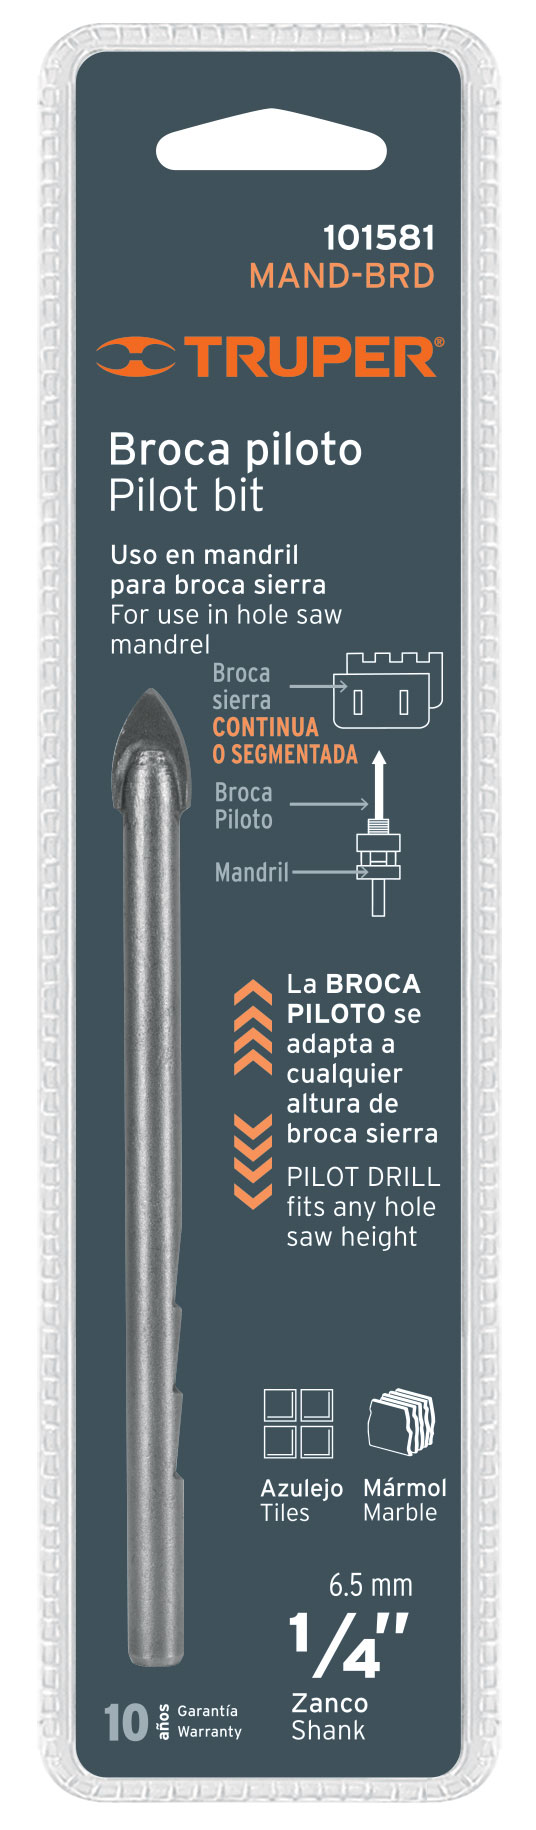 101581
MAND-BRD
TRUPER®
Broca piloto
Pilot bit
Uso en mandril
para broca sierra
For use in hole saw
mandrel
Broca
sierra
CONTINUA
O SEGMENTADA
Broca
Piloto
Mandril
La BROCA
PILOTO se
adapta a
cualquier
altura de
broca sierra
PILOT DRILL
fits any hole
saw height
Azulejo
Tiles
Mármol
Marble
6.5 mm
1/4"
Zanco
Shank
10 años
Garantía
Warranty